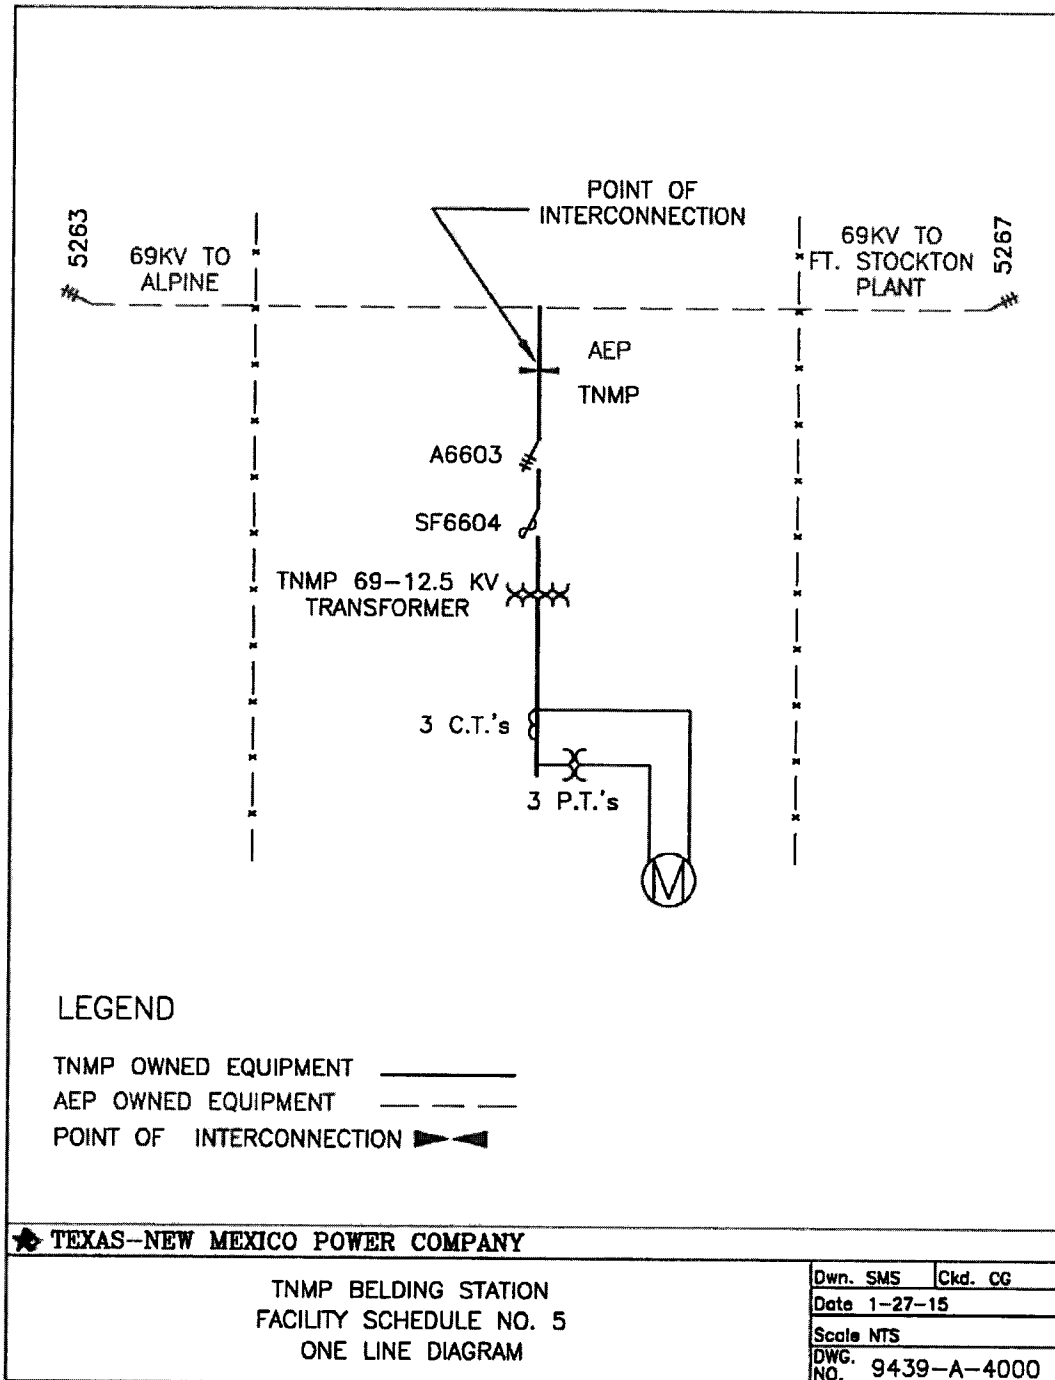 POINT OF
INTERCONNECTION
5263
69KV TO
ALPINE
69KV TO
FT. STOCKTON
PLANT
5267
AEP
TNMP
A6603
SF6604
TNMP 69-12.5 KV
TRANSFORMER
3 C.T.'s
3 P.T.'s
M
LEGEND
TNMP OWNED EQUIPMENT
AEP OWNED EQUIPMENT
POINT OF INTERCONNECTION
TEXAS-NEW MEXICO POWER COMPANY
TNMP BELDING STATION
FACILITY SCHEDULE NO. 5
ONE LINE DIAGRAM
Dwn. SMS Ckd. CG
Date 1-27-15
Scale NTS
DWG.
NO. 9439-A-4000